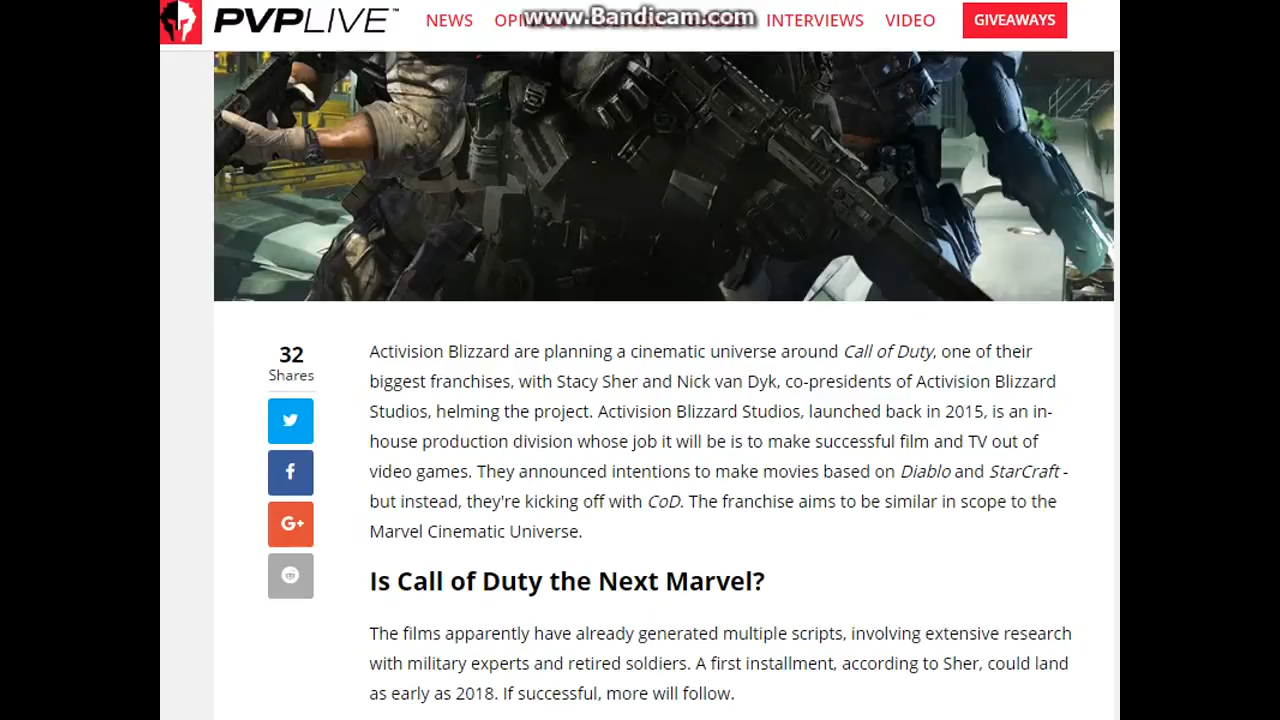 PVPLIVE™ NEWS OPI www.Bandicam.com INTERVIEWS VIDEO GIVEAWAYS
32
Shares
Activision Blizzard are planning a cinematic universe around Call of Duty, one of their
biggest franchises, with Stacy Sher and Nick van Dyk, co-presidents of Activision Blizzard
Studios, helming the project. Activision Blizzard Studios, launched back in 2015, is an in-
house production division whose job it will be is to make successful film and TV out of
video games. They announced intentions to make movies based on Diablo and StarCraft -
but instead, they're kicking off with CoD. The franchise aims to be similar in scope to the
Marvel Cinematic Universe.
Is Call of Duty the Next Marvel?
The films apparently have already generated multiple scripts, involving extensive research
with military experts and retired soldiers. A first installment, according to Sher, could land
as early as 2018. If successful, more will follow.